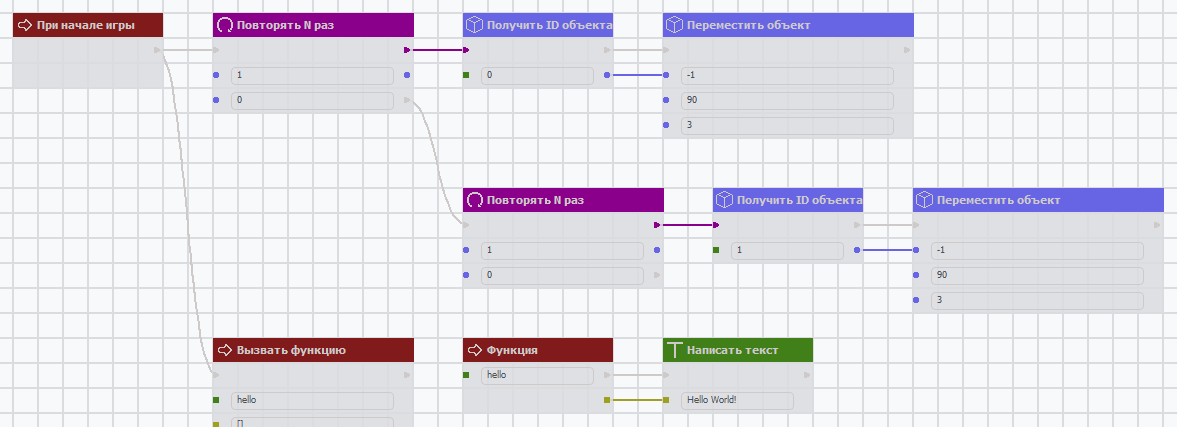 При начале игры
Повторять N раз
1
0
Получить ID объекта
0
Переместить объект
-1
90
3
Повторять N раз
1
0
Получить ID объекта
1
Переместить объект
-1
90
3
Вызвать функцию
hello
[]
Функция
hello
Написать текст
Hello World!